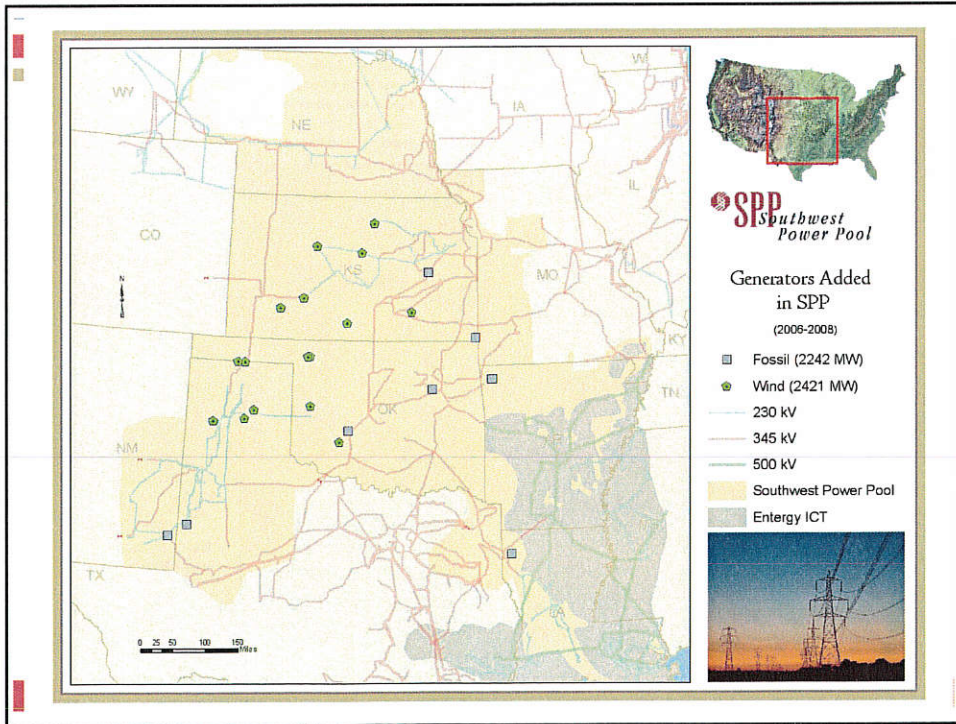 SD
WI
WY
IA
NE
IL
CO
N
KS
MO
KY
TN
OK
NM
TX
0 25 50 100 150
Miles
SPP
Southwest
Power Pool
Generators Added
in SPP
(2006-2008)
Fossil (2242 MW)
Wind (2421 MW)
230 kV
345 kV
500 kV
Southwest Power Pool
Entergy ICT